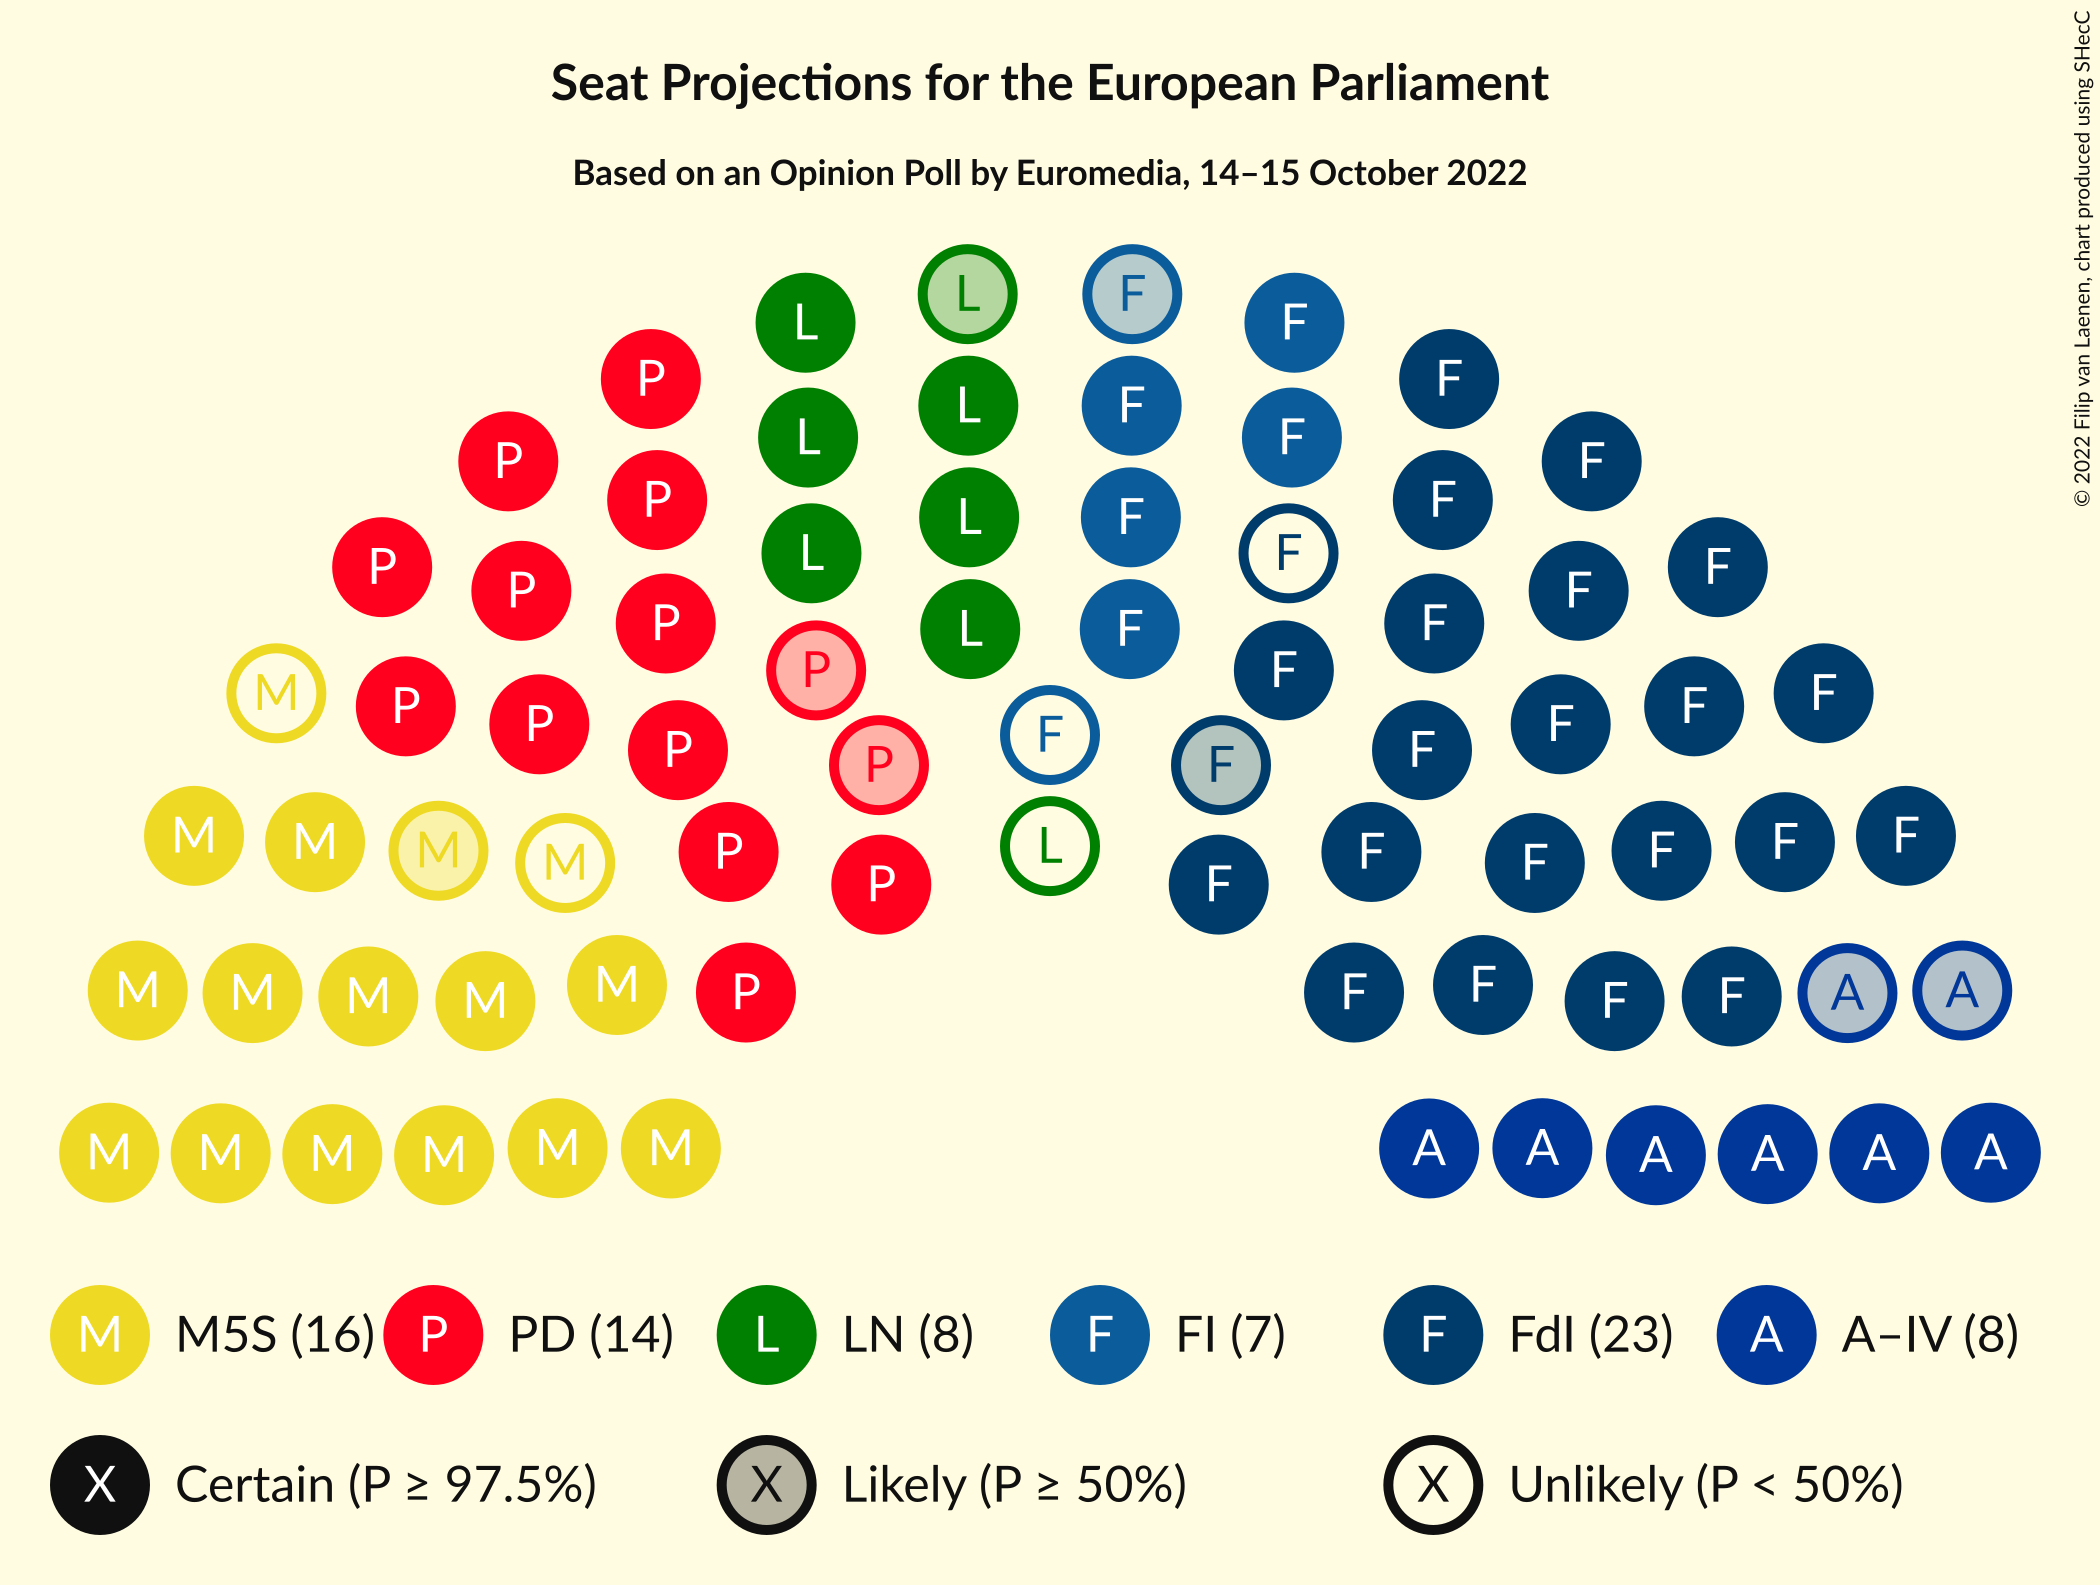 Seat Projections for the European Parliament
Based on an Opinion Poll by Euromedia, 14–15 October 2022
© 2022 Filip van Laenen, chart produced using SHecC
L L F F
P L L F F F
P P L L F F F F
P P P L F F F F
M P P P P P F F F F F F F
M M M M P P L F F F F F F
M M M M M P F F F F A A
M M M M M M A A A A A A
M M5S (16) P PD (14) L LN (8) F FI (7) F FdI (23) A A–IV (8)
X Certain (P ≥ 97.5%) X Likely (P ≥ 50%) X Unlikely (P < 50%)